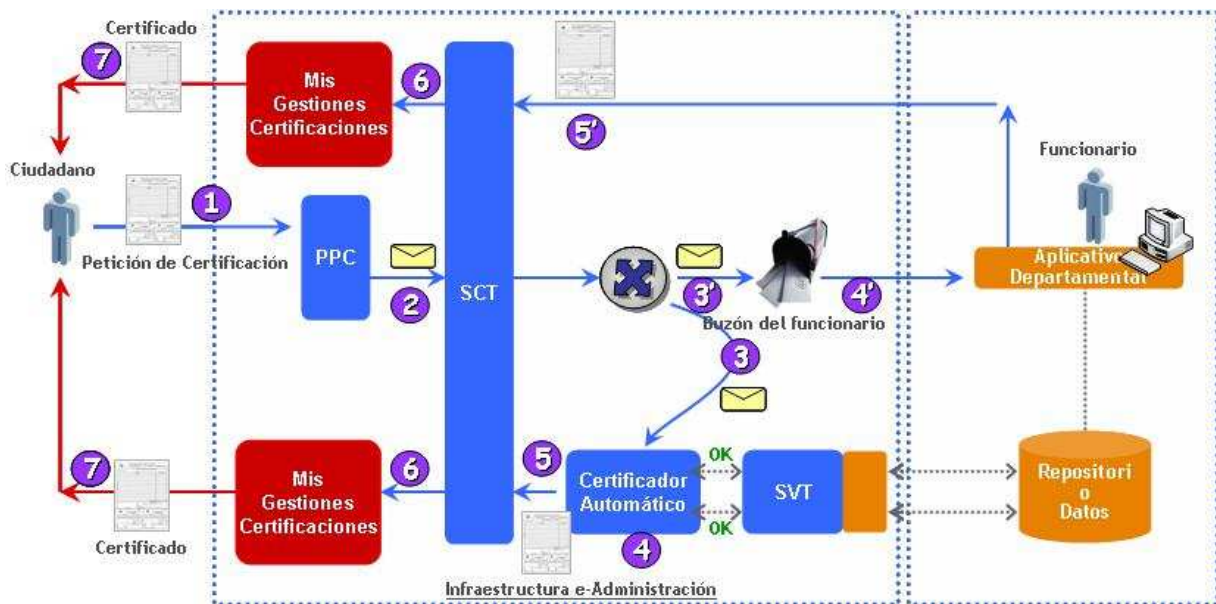 Certificado
7
Mis
Gestiones
Certificaciones
6
5'
Ciudadano
Funcionario
1
Petición de Certificación
PPC
2
SCT
3'
Buzón del funcionario
4'
Aplicativo
Departamental
3
7
Certificado
Mis
Gestiones
Certificaciones
6
5
Certificador
Automático
4
OK
OK
SVT
Repositori
o
Datos
Infraestructura e-Administración